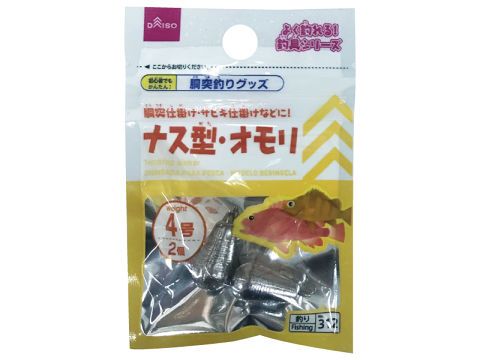 DAISO
よく釣れる!
釣具シリーズ
ここからお切りください
初心者でも
かんたん!
胴突釣りグッズ
胴突仕掛け・サビキ仕掛けなどに!
ナス型・オモリ
weight
4号
2個
釣り
Fishing